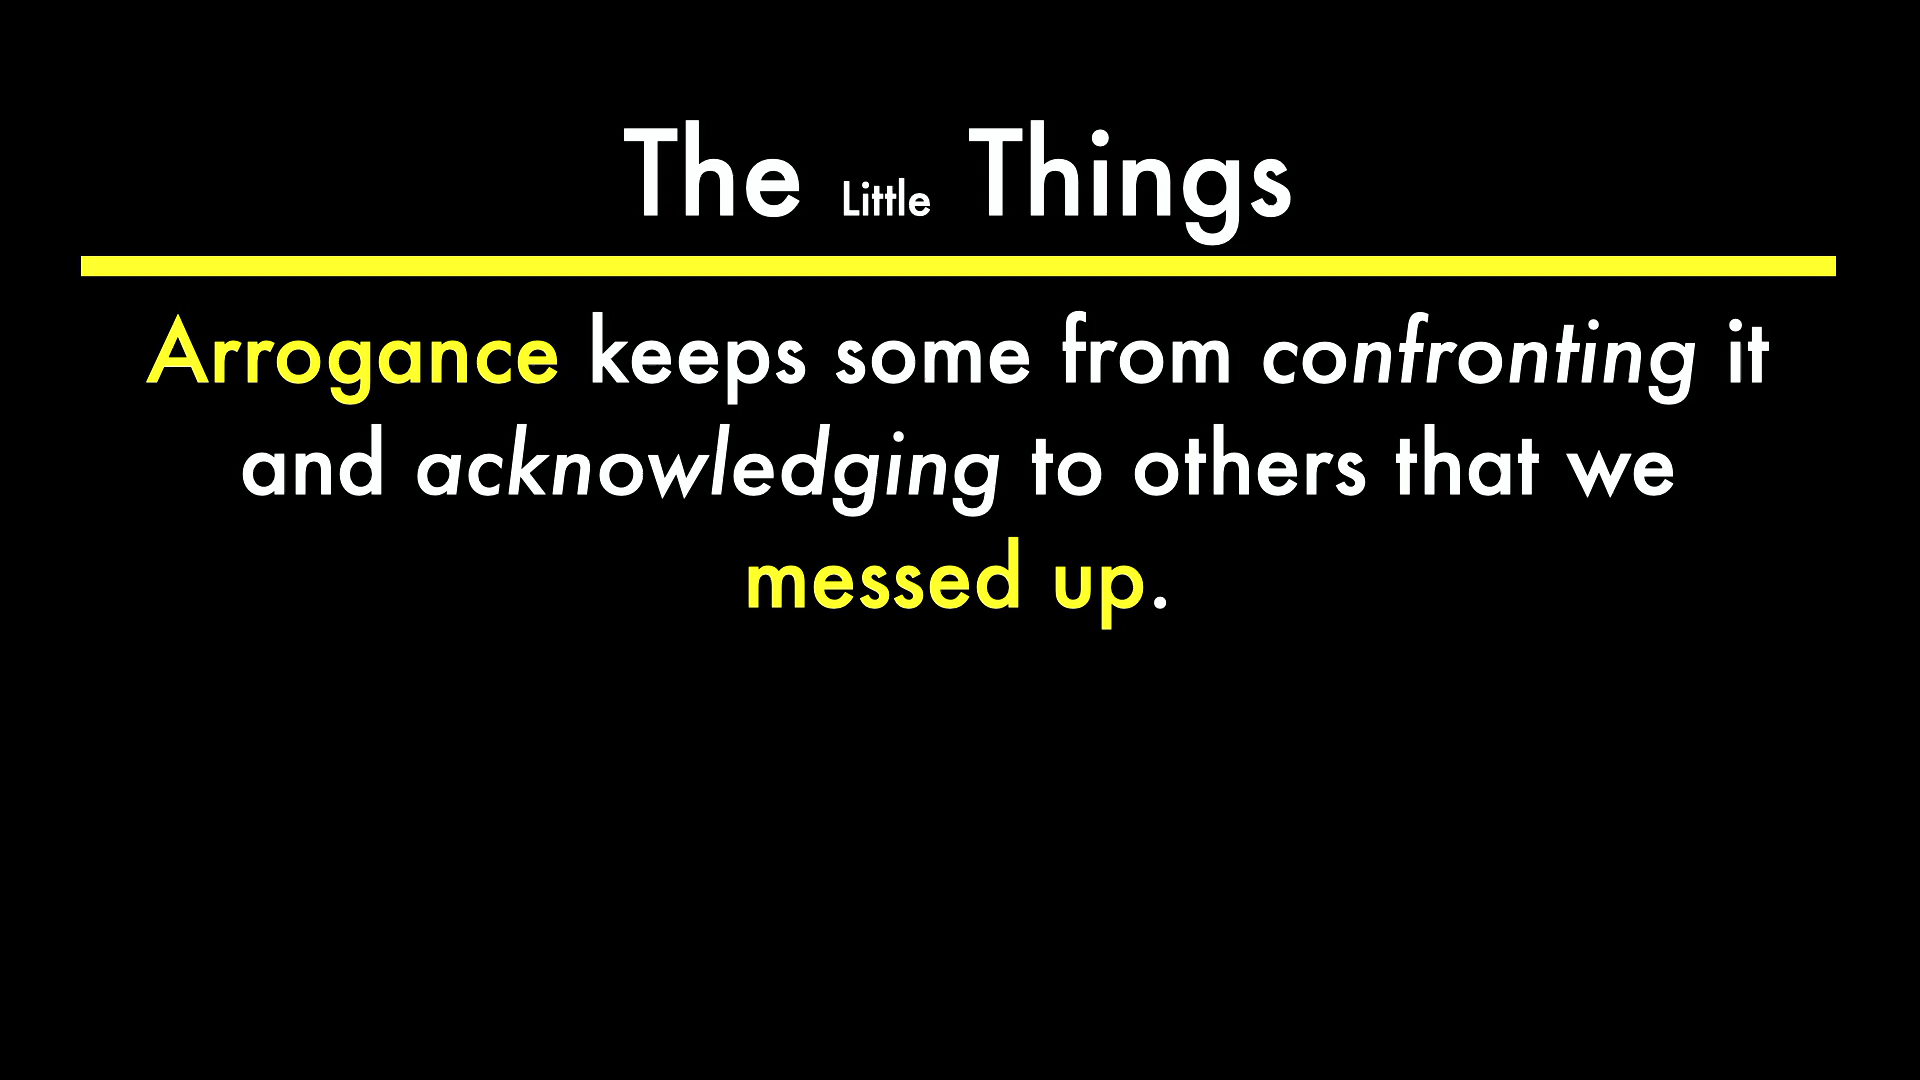 The Little Things
Arrogance keeps some from confronting it
and acknowledging to others that we
messed up.